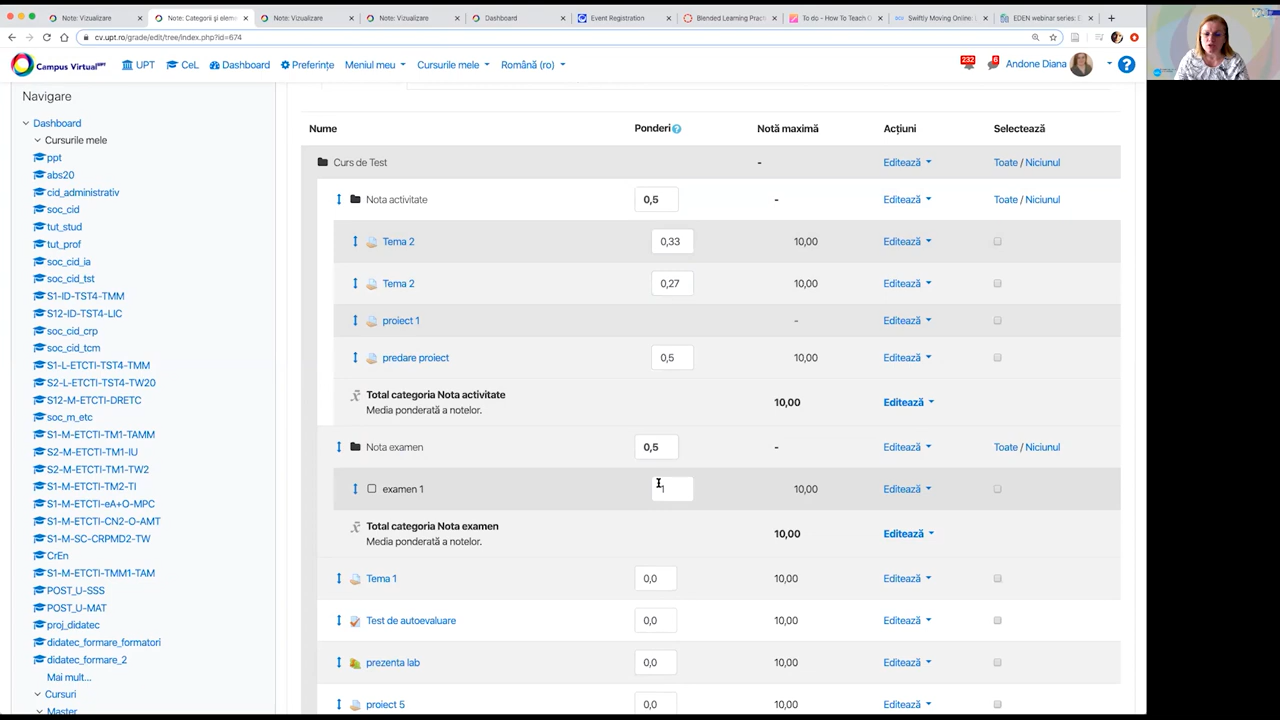 Note: Vizualizare
Note: Categorii și elem
Note: Vizualizare
Note: Vizualizare
Dashboard
Event Registration
Blended Learning Pract
To do - How To Teach O
Swiftly Moving Online: L
EDEN webinar series: E
cv.upt.ro/grade/edit/tree/index.php?id=674
Campus Virtual UPT
UPT
CeL
Dashboard
Preferințe
Meniul meu
Cursurile mele
Română (ro)
232
6
Andone Diana
Navigare
Dashboard
Cursurile mele
ppt
abs20
cid_administrativ
soc_cid
tut_stud
tut_prof
soc_cid_ia
soc_cid_tst
S1-ID-TST4-TMM
S12-ID-TST4-LIC
soc_cid_crp
soc_cid_tcm
S1-L-ETCTI-TST4-TMM
S2-L-ETCTI-TST4-TW20
S12-M-ETCTI-DRETC
soc_m_etc
S1-M-ETCTI-TM1-TAMM
S2-M-ETCTI-TM1-IU
S2-M-ETCTI-TM1-TW2
S1-M-ETCTI-TM2-TI
S1-M-ETCTI-eA+O-MPC
S1-M-ETCTI-CN2-O-AMT
S1-M-SC-CRPMD2-TW
CrEn
S1-M-ETCTI-TMM1-TAM
POST_U-SSS
POST_U-MAT
proj_didatec
didatec_formare_formatori
didatec_formare_2
Mai mult...
Cursuri
Master
Nume Ponderi Notă maximă Acțiuni Selectează
Curs de Test - Editează Toate / Niciunul
Nota activitate 0,5 - Editează Toate / Niciunul
Tema 2 0,33 10,00 Editează
Tema 2 0,27 10,00 Editează
proiect 1 - Editează
predare proiect 0,5 10,00 Editează
Total categoria Nota activitate
Media ponderată a notelor.
10,00 Editează
Nota examen 0,5 - Editează Toate / Niciunul
examen 1 10,00 Editează
Total categoria Nota examen
Media ponderată a notelor.
10,00 Editează
Tema 1 0,0 10,00 Editează
Test de autoevaluare 0,0 10,00 Editează
prezenta lab 0,0 10,00 Editează
proiect 5 0,0 10,00 Editează